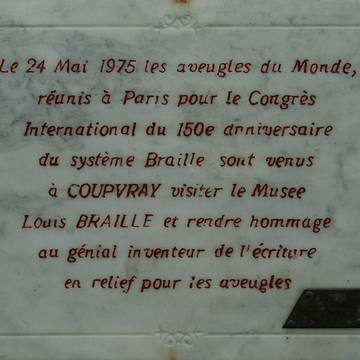 Le 24 Mai 1975 les aveugles du Monde,
réunis à Paris pour le Congrès
International du 150e anniversaire
du système Braille sont venus
à COUPVRAY visiter le Musee
Louis BRAILLE et rendre hommage
au génial inventeur de l'écriture
en relief pour les aveugles